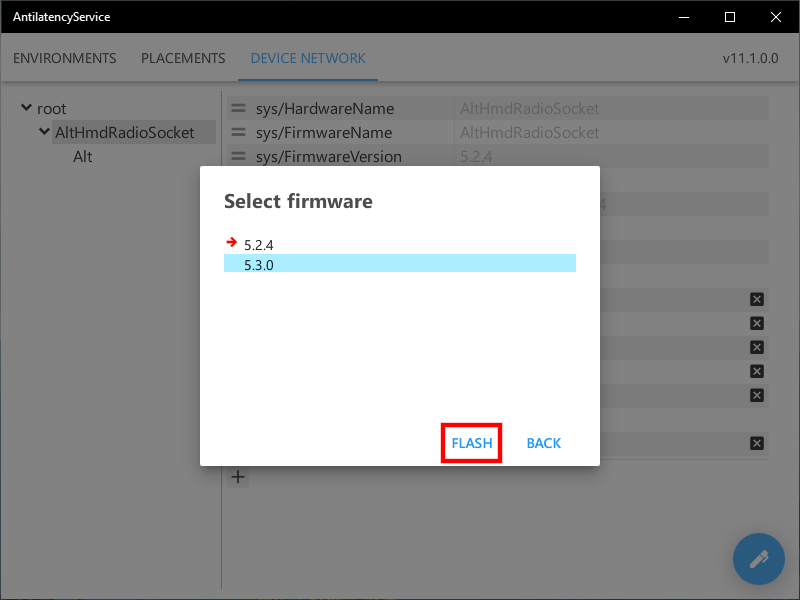 AntilatencyService
ENVIRONMENTS PLACEMENTS DEVICE NETWORK v11.1.0.0
root
AltHmdRadioSocket
Alt
sys/HardwareName AltHmdRadioSocket
sys/FirmwareName AltHmdRadioSocket
sys/FirmwareVersion 5.2.4
Select firmware
5.2.4
5.3.0
FLASH BACK